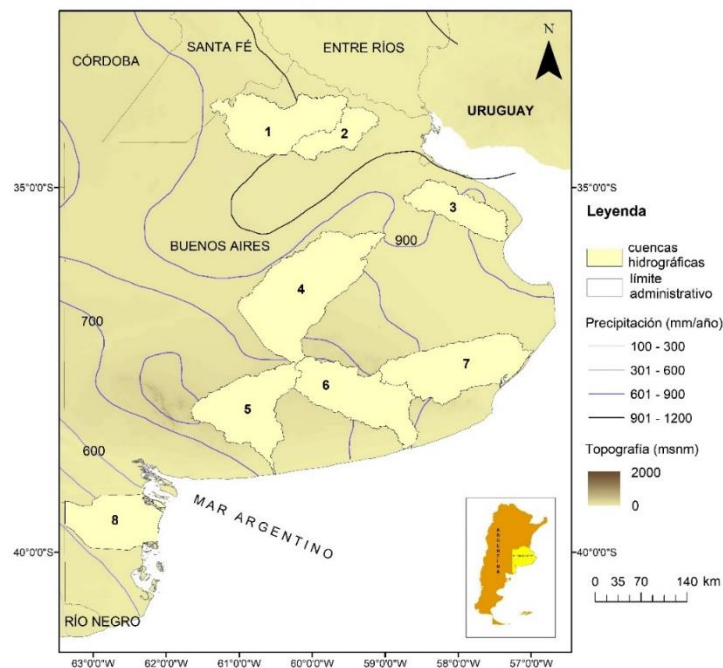 SANTA FÉ
ENTRE RÍOS
CÓRDOBA
URUGUAY
1
2
35°0'0"S
35°0'0"S
3
BUENOS AIRES
900
4
700
7
6
5
600
8
MAR ARGENTINO
40°0'0"S
40°0'0"S
RÍO NEGRO
63°0'0"W
62°0'0"W
61°0'0"W
60°0'0"W
59°0'0"W
58°0'0"W
57°0'0"W
Leyenda
cuencas
hidrográficas
límite
administrativo
Precipitación (mm/año)
100 - 300
301 - 600
601 - 900
901 - 1200
Topografía (msnm)
2000
0
ARGENTINA
0 35 70 140 km